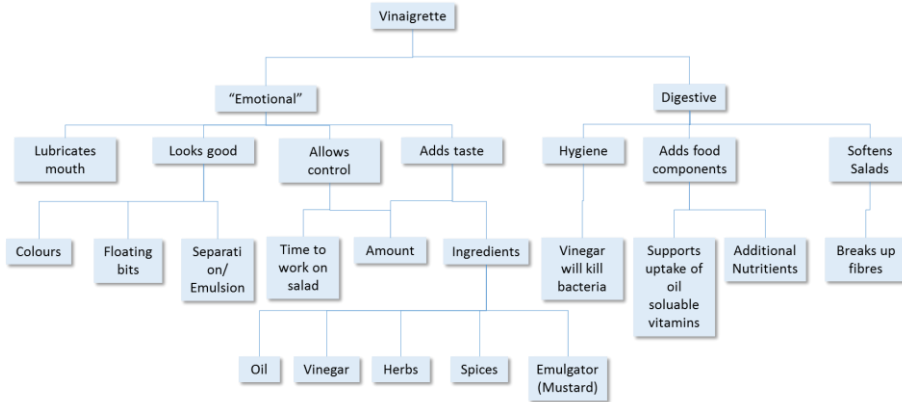 Vinaigrette
“Emotional”
Digestive
Lubricates
mouth
Looks good
Allows
control
Adds taste
Hygiene
Adds food
components
Softens
Salads
Colours
Floating
bits
Separati
on/
Emulsion
Time to
work on
salad
Amount
Ingredients
Vinegar
will kill
bacteria
Supports
uptake of
oil
soluable
vitamins
Additional
Nutritients
Breaks up
fibres
Oil
Vinegar
Herbs
Spices
Emulgator
(Mustard)